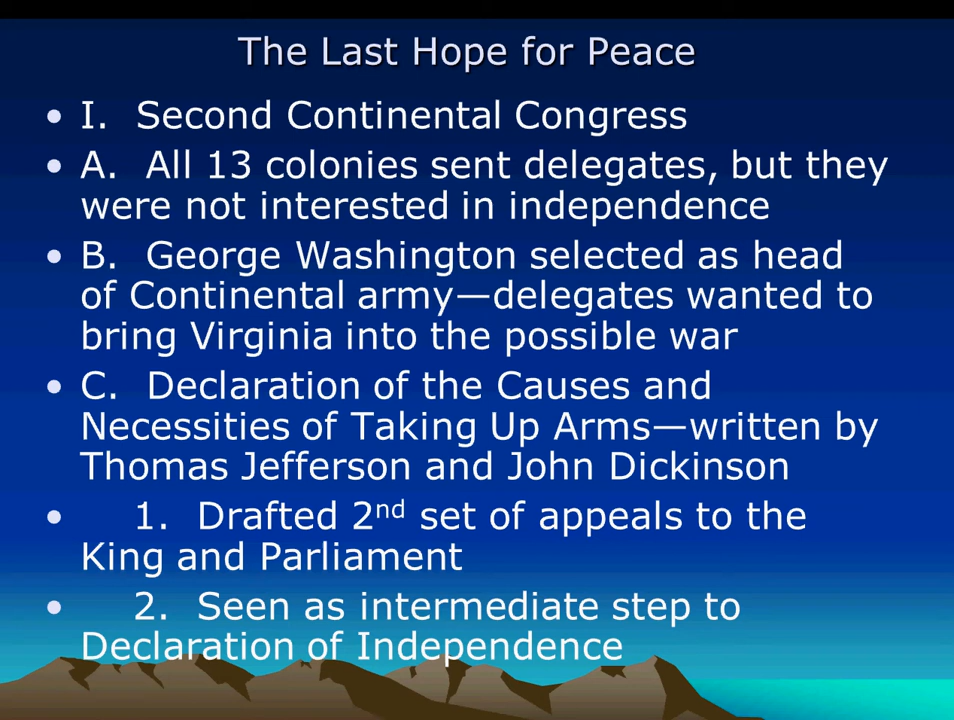 The Last Hope for Peace
• I. Second Continental Congress
• A. All 13 colonies sent delegates, but they
were not interested in independence
• B. George Washington selected as head
of Continental army—delegates wanted to
bring Virginia into the possible war
• C. Declaration of the Causes and
Necessities of Taking Up Arms—written by
Thomas Jefferson and John Dickinson
• 1. Drafted 2nd set of appeals to the
King and Parliament
• 2. Seen as intermediate step to
Declaration of Independence